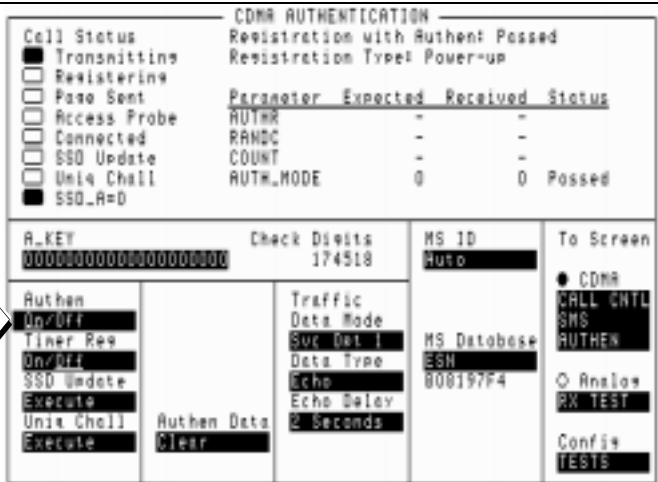 CDMA AUTHENTICATION
Call Status
Transmitting
Registering
Page Sent
Access Probe
Connected
SSD Update
Uniq Chall
SSD_A=0
Registration with Authen: Passed
Registration Type: Power-up
Parameter Expected Received Status
AUTHR - -
RANDC - -
COUNT - -
AUTH_MODE 0 0 Passed
A_KEY
00000000000000000000
Check Digits
174518
MS ID
Auto
To Screen
● CDMA
CALL CNTL
SMS
AUTHEN
O Analog
RX TEST
Config
TESTS
Authen
On/Off
Timer Reg
On/Off
SSD Update
Execute
Uniq Chall
Execute
Authen Data
Clear
Traffic
Data Mode
Svc Opt 1
Data Type
Echo
Echo Delay
2 Seconds
MS Database
ESN
808197F4